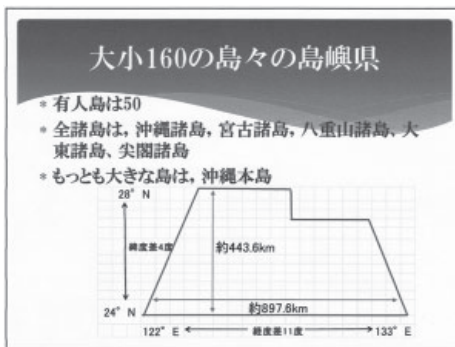 大小160の島々の島嶼県
* 有人島は50
* 全諸島は，沖縄諸島，宮古諸島，八重山諸島、大
東諸島、尖閣諸島
* もっとも大きな島は，沖縄本島
28° N
緯度差4度
約443.6km
約897.6km
24° N
122° E
経度差11度
133° E